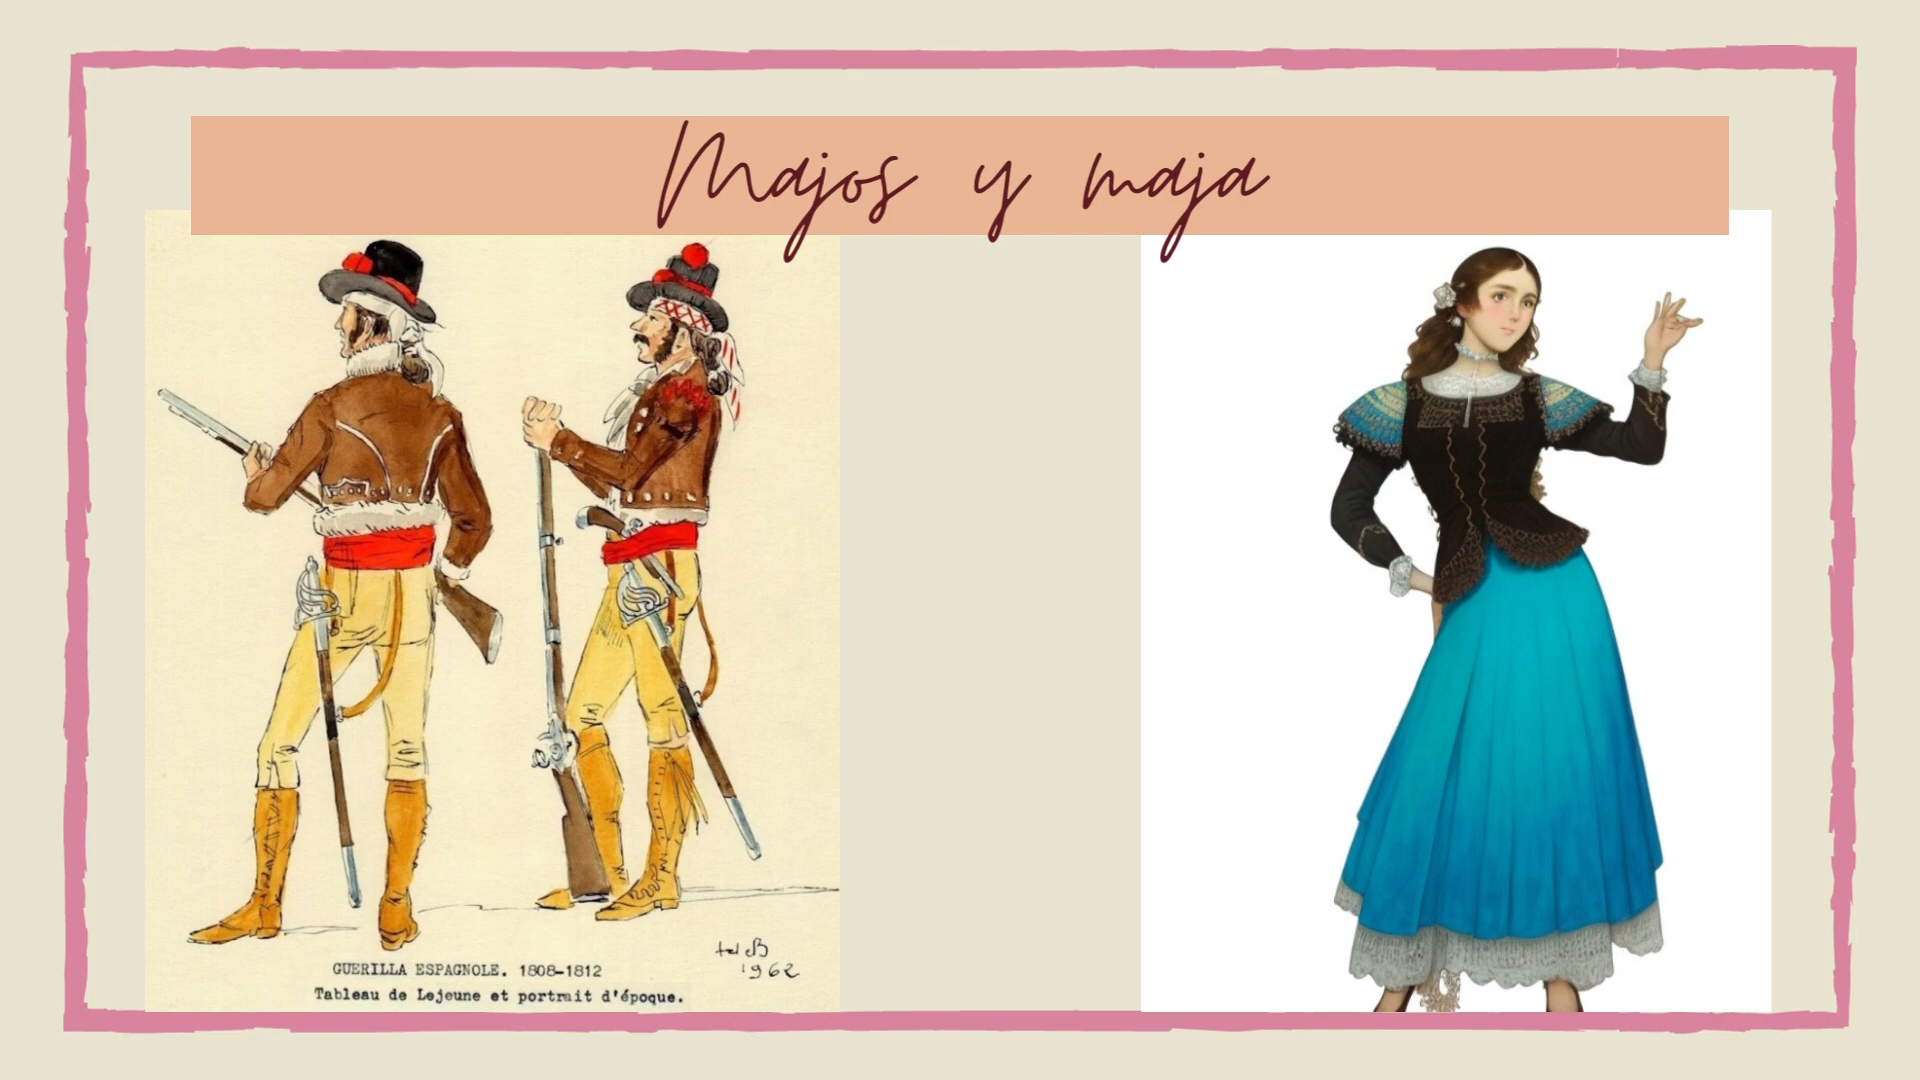 Majos y maja
GUERILLA ESPAGNOLE. 1808-1812
Tableau de Lejeune et portrait d'époque.
1962